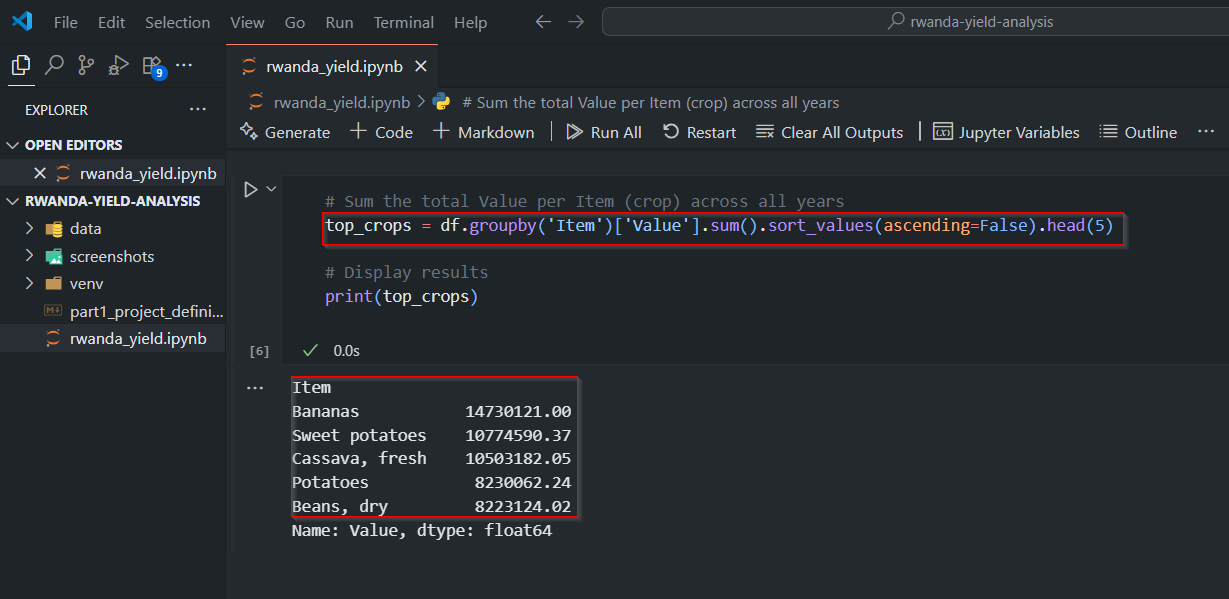 File Edit Selection View Go Run Terminal Help rwanda-yield-analysis
9
rwanda_yield.ipynb
EXPLORER
OPEN EDITORS
rwanda_yield.ipynb
RWANDA-YIELD-ANALYSIS
data
screenshots
venv
M↓ part1_project_defini...
rwanda_yield.ipynb
rwanda_yield.ipynb > # Sum the total Value per Item (crop) across all years
Generate + Code + Markdown | Run All Restart Clear All Outputs | (x) Jupyter Variables Outline ...
# Sum the total Value per Item (crop) across all years
top_crops = df.groupby('Item')['Value'].sum().sort_values(ascending=False).head(5)
# Display results
print(top_crops)
[6] ✓ 0.0s
Item
Bananas 14730121.00
Sweet potatoes 10774590.37
Cassava, fresh 10503182.05
Potatoes 8230062.24
Beans, dry 8223124.02
Name: Value, dtype: float64